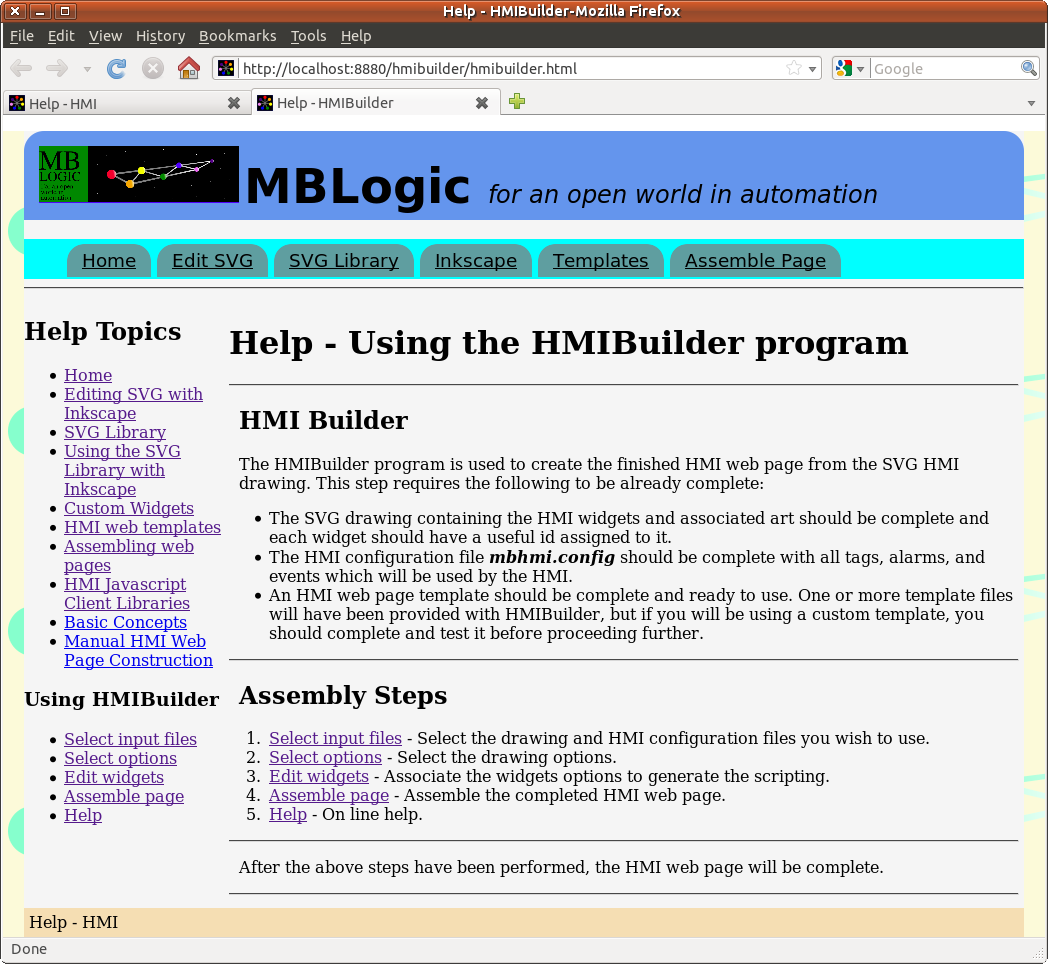 Help - HMIBuilder-Mozilla Firefox
File Edit View History Bookmarks Tools Help
http://localhost:8880/hmibuilder/hmibuilder.html
Google
Help - HMI
Help - HMIBuilder
MB
LOGIC
for an open
world in
automation
MBLogic for an open world in automation
Home Edit SVG SVG Library Inkscape Templates Assemble Page
Help Topics
Home
Editing SVG with
Inkscape
SVG Library
Using the SVG
Library with
Inkscape
Custom Widgets
HMI web templates
Assembling web
pages
HMI Javascript
Client Libraries
Basic Concepts
Manual HMI Web
Page Construction
Using HMIBuilder
Select input files
Select options
Edit widgets
Assemble page
Help
Help - Using the HMIBuilder program
HMI Builder
The HMIBuilder program is used to create the finished HMI web page from the SVG HMI
drawing. This step requires the following to be already complete:
The SVG drawing containing the HMI widgets and associated art should be complete and
each widget should have a useful id assigned to it.
The HMI configuration file mbhmi.config should be complete with all tags, alarms, and
events which will be used by the HMI.
An HMI web page template should be complete and ready to use. One or more template files
will have been provided with HMIBuilder, but if you will be using a custom template, you
should complete and test it before proceeding further.
Assembly Steps
1. Select input files - Select the drawing and HMI configuration files you wish to use.
2. Select options - Select the drawing options.
3. Edit widgets - Associate the widgets options to generate the scripting.
4. Assemble page - Assemble the completed HMI web page.
5. Help - On line help.
After the above steps have been performed, the HMI web page will be complete.
Help - HMI
Done